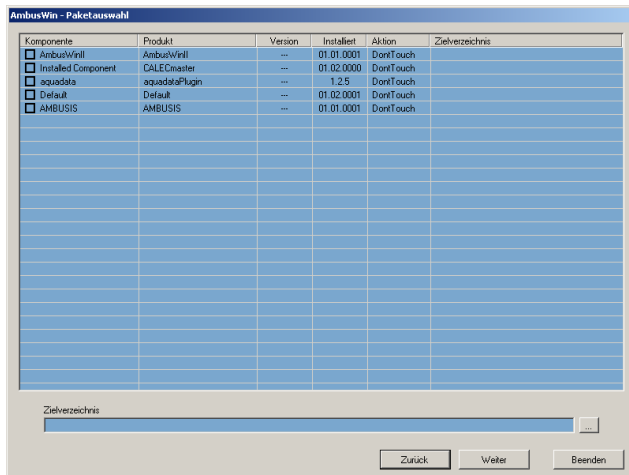 AmbusWin - Paketauswahl
Komponente Produkt Version Installiert Aktion Zielverzeichnis
AmbusWinII AmbusWinII --- 01.01.0001 DontTouch
Installed Component CALECmaster --- 01.02.0000 DontTouch
aquadata aquadataPlugin --- 1.2.5 DontTouch
Default Default --- 01.02.0001 DontTouch
AMBUSIS AMBUSIS --- 01.01.0001 DontTouch
Zielverzeichnis
...
Zurück Weiter Beenden